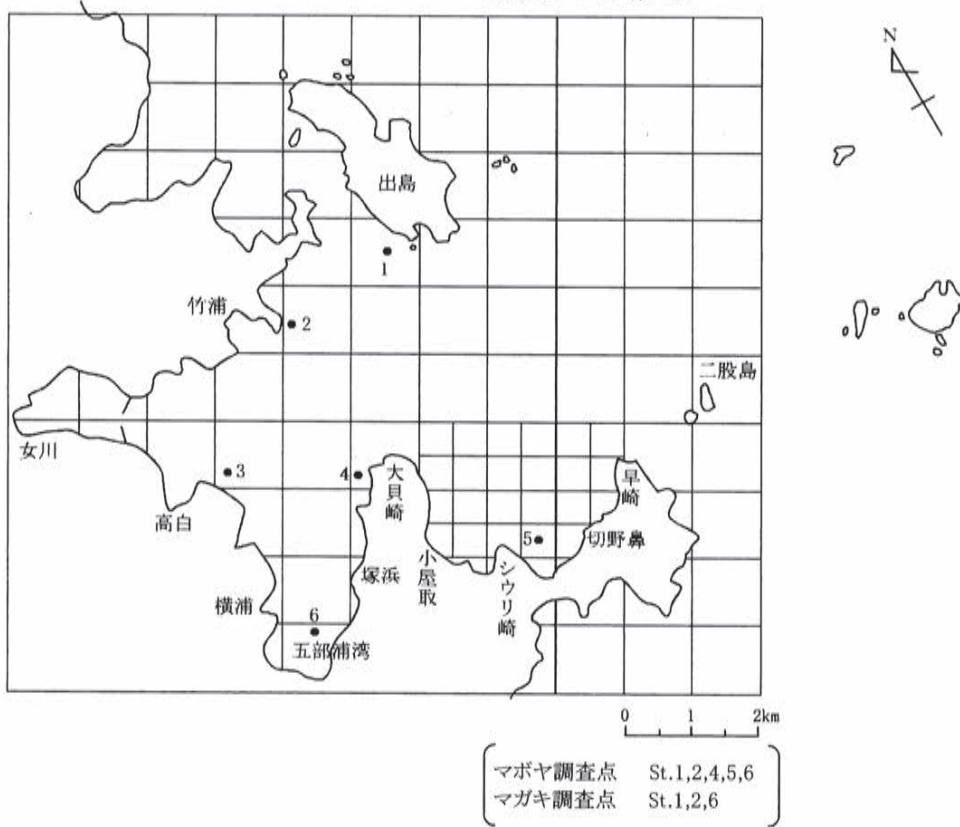 N
出島
1
竹浦
2
二股島
女川
3
4
大貝崎
早崎
高白
5
切野鼻
小屋取
塚浜
シウリ崎
横浦
6
五部浦湾
0 1 2km
マボヤ調査点 St.1,2,4,5,6
マガキ調査点 St.1,2,6